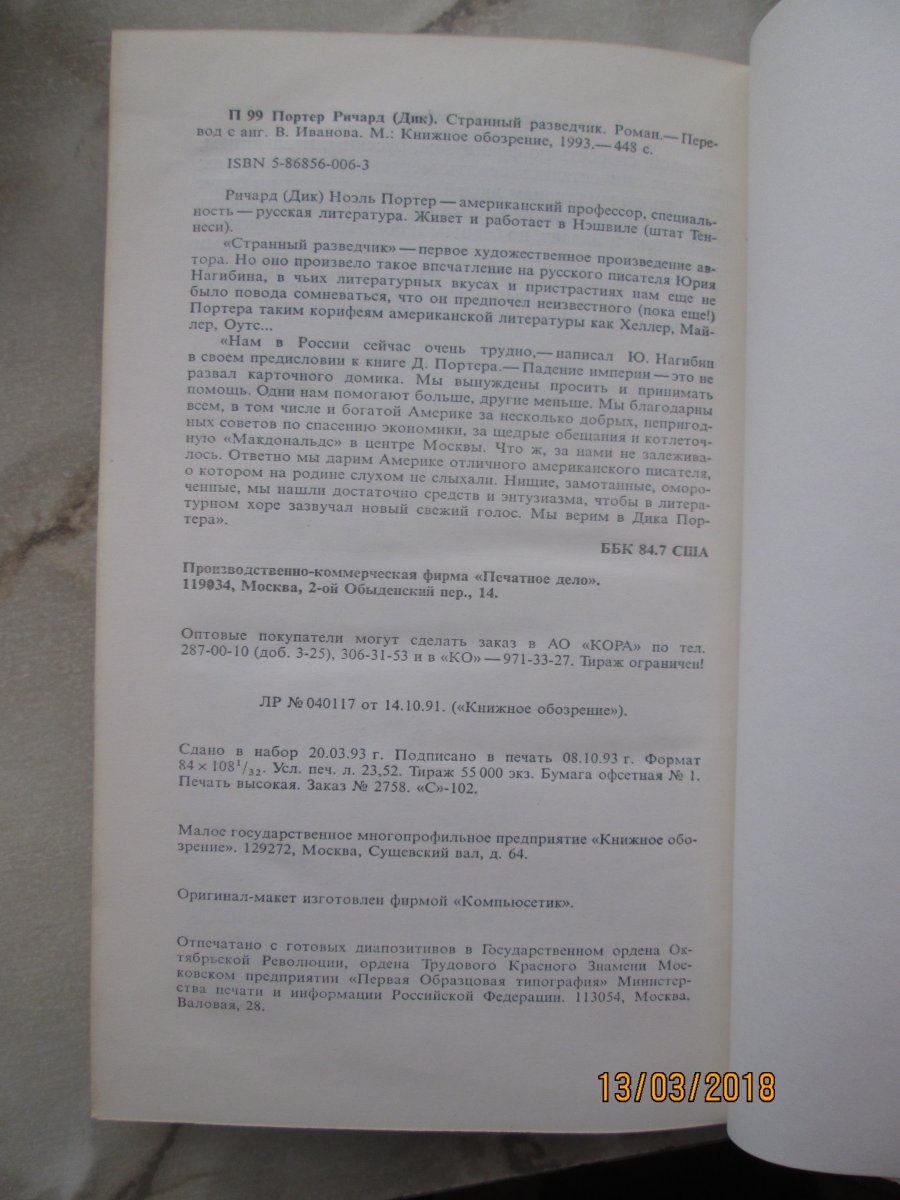 П 99 Портер Ричард (Дик). Странный разведчик. Роман.— Пере-
вод с анг. В. Иванова. М.: Книжное обозрение, 1993.— 448 с.
ISBN 5-86856-006-3
Ричард (Дик) Ноэль Портер — американский профессор, специаль-
ность — русская литература. Живет и работает в Нэшвиле (штат Тен-
неси).
«Странный разведчик» — первое художественное произведение ав-
тора. Но оно произвело такое впечатление на русского писателя Юрия
Нагибина, в чьих литературных вкусах и пристрастиях нам еще не
было повода сомневаться, что он предпочел неизвестного (пока еще!)
Портера таким корифеям американской литературы как Хеллер, Май-
лер, Оутс...
«Нам в России сейчас очень трудно,— написал Ю. Нагибин
в своем предисловии к книге Д. Портера.— Падение империи — это не
развал карточного домика. Мы вынуждены просить и принимать
помощь. Одни нам помогают больше, другие меньше. Мы благодарны
всем, в том числе и богатой Америке за несколько добрых, непригод-
ных советов по спасению экономики, за щедрые обещания и котлеточ-
ную «Макдональдс» в центре Москвы. Что ж, за нами не залежива-
лось. Ответно мы дарим Америке отличного американского писателя,
о котором на родине слухом не слыхали. Нищие, замотанные, оморо-
ченные, мы нашли достаточно средств и энтузиазма, чтобы в литера-
турном хоре зазвучал новый свежий голос. Мы верим в Дика Пор-
тера».
ББК 84.7 США
Производственно-коммерческая фирма «Печатное дело».
119034, Москва, 2-ой Обыденский пер., 14.
Оптовые покупатели могут сделать заказ в АО «КОРА» по тел.
287-00-10 (доб. 3-25), 306-31-53 и в «КО» — 971-33-27. Тираж ограничен!
ЛР № 040117 от 14.10.91. («Книжное обозрение»).
Сдано в набор 20.03.93 г. Подписано в печать 08.10.93 г. Формат
84 × 108¹/₃₂. Усл. печ. л. 23,52. Тираж 55 000 экз. Бумага офсетная № 1.
Печать высокая. Заказ № 2758. «С»-102.
Малое государственное многопрофильное предприятие «Книжное обо-
зрение». 129272, Москва, Сущевский вал, д. 64.
Оригинал-макет изготовлен фирмой «Компьюсетик».
Отпечатано с готовых диапозитивов в Государственном ордена Ок-
тябрьской Революции, ордена Трудового Красного Знамени Мос-
ковском предприятии «Первая Образцовая типография» Министер-
ства печати и информации Российской Федерации. 113054, Москва,
Валовая, 28.
13/03/2018